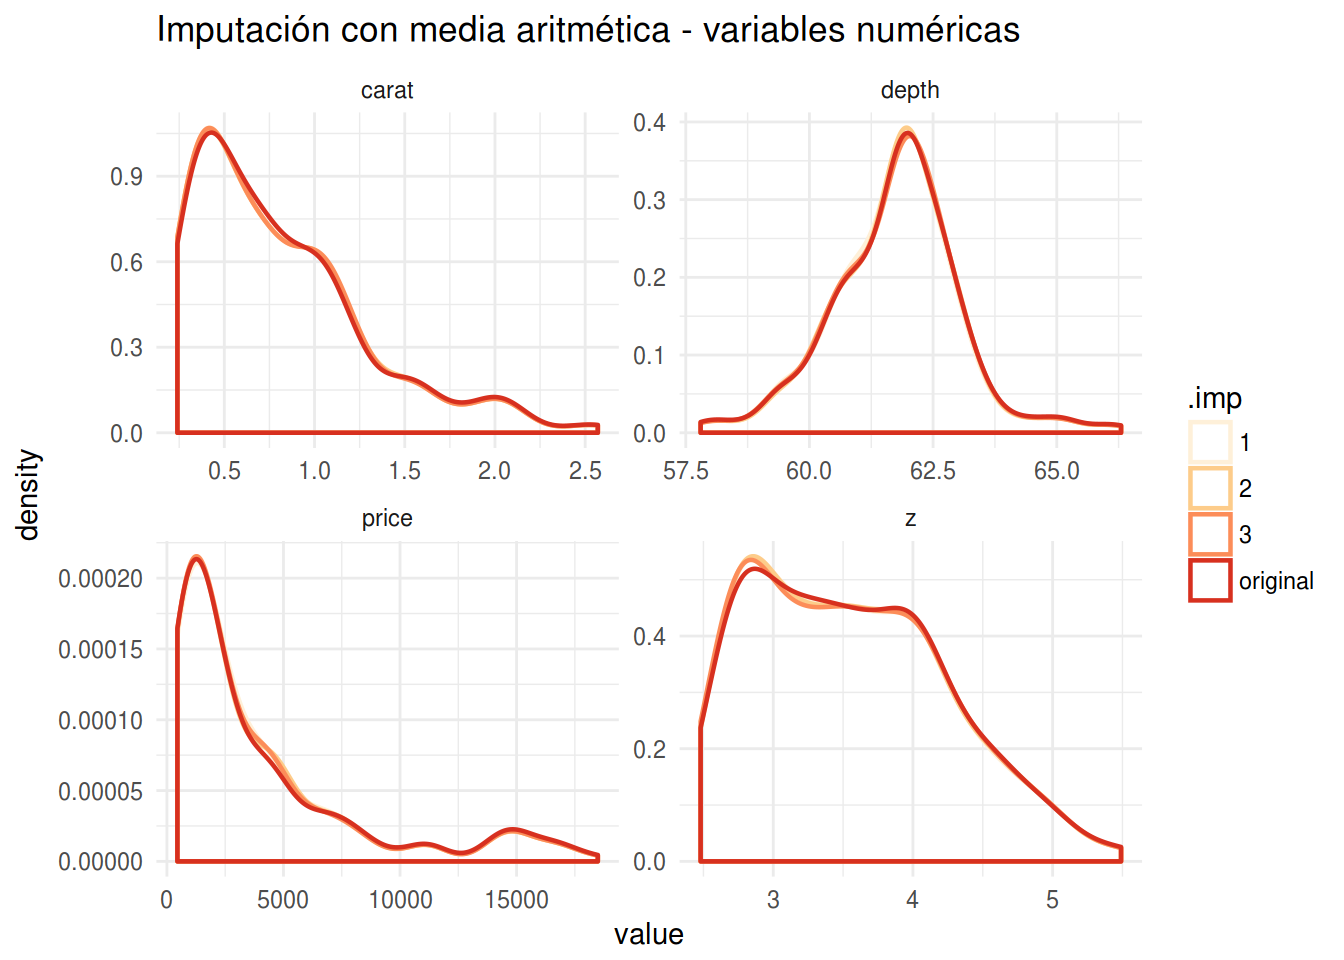 Imputación con media aritmética - variables numéricas
carat
depth
0.9
0.6
0.3
0.0
0.5 1.0 1.5 2.0 2.5
0.4
0.3
0.2
0.1
0.0
57.5 60.0 62.5 65.0
price
z
0.00020
0.00015
0.00010
0.00005
0.00000
0 5000 10000 15000
0.4
0.2
0.0
3 4 5
density
value
.imp
1
2
3
original